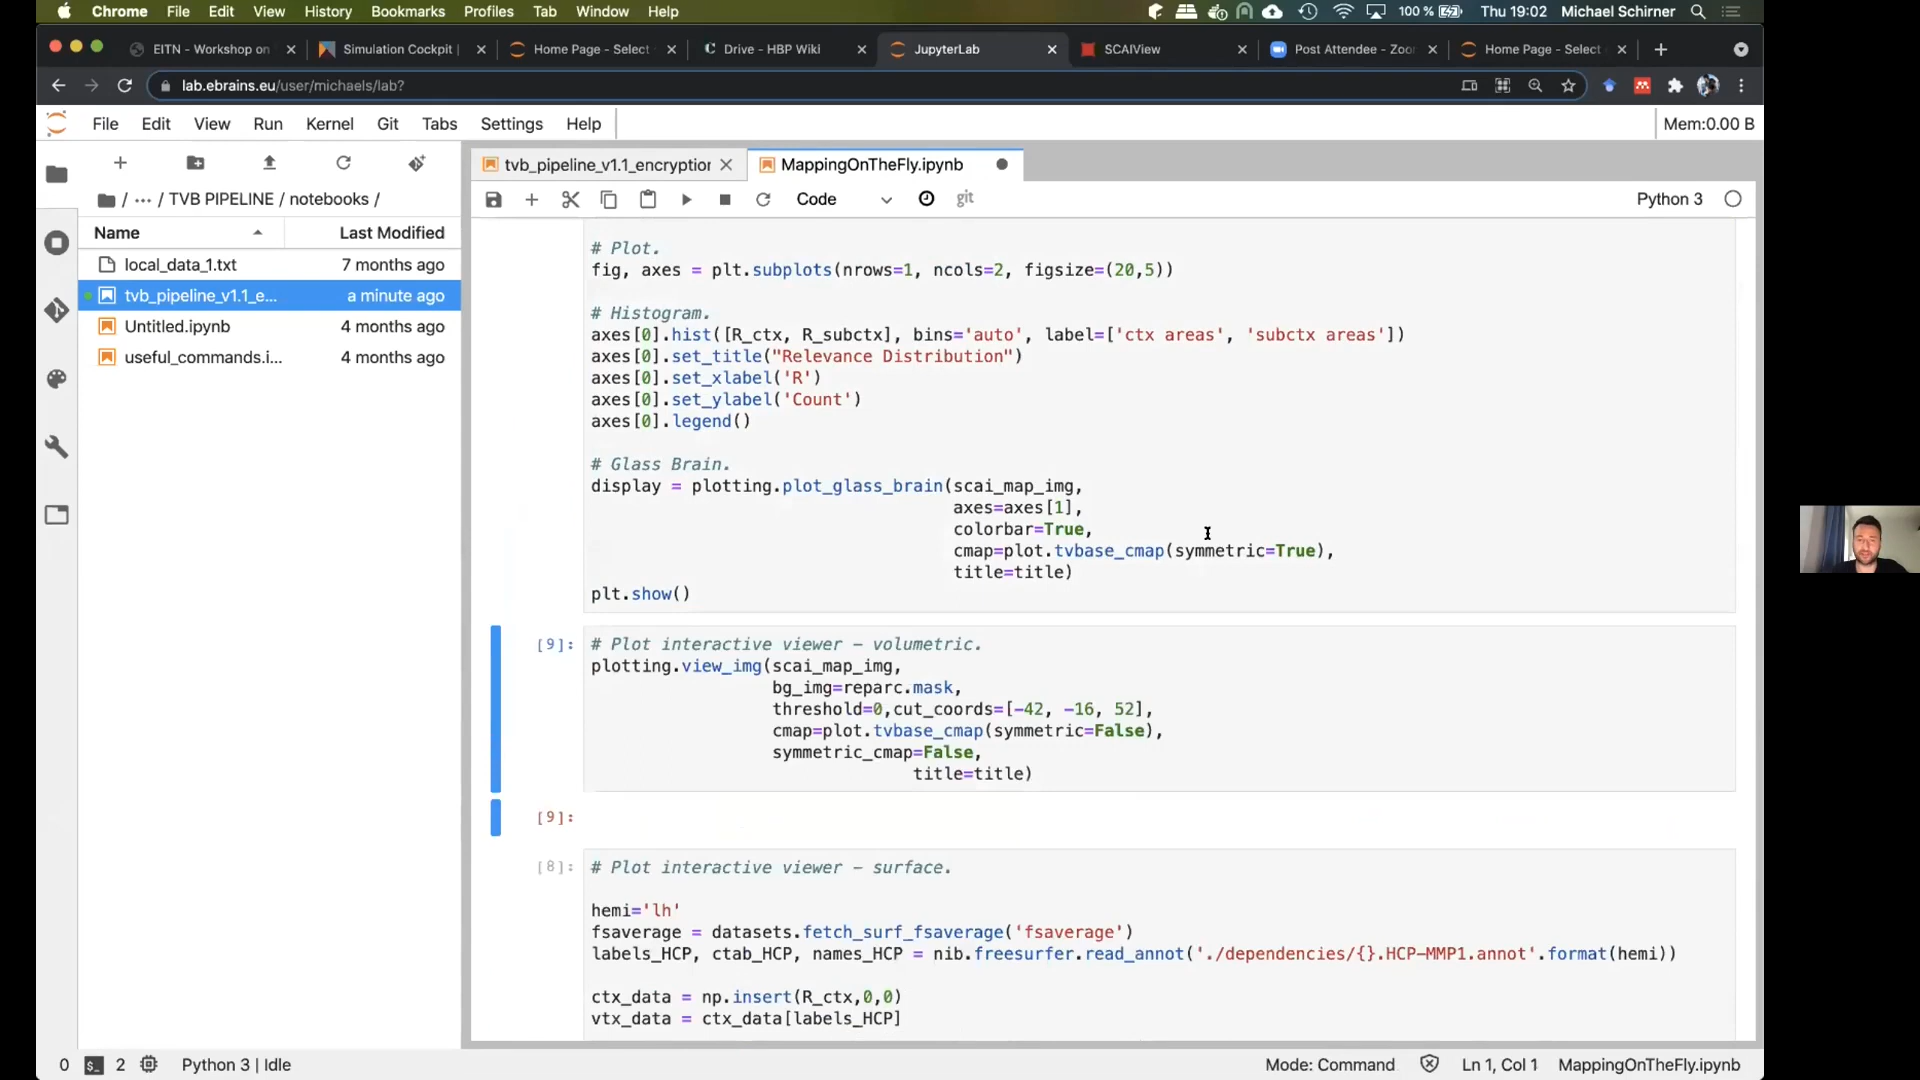 Chrome File Edit View History Bookmarks Profiles Tab Window Help 100 % Thu 19:02 Michael Schirner
EITN - Workshop on Simulation Cockpit | Home Page - Select Drive - HBP Wiki JupyterLab SCAIView Post Attendee - Zoo Home Page - Select
lab.ebrains.eu/user/michaels/lab?
File Edit View Run Kernel Git Tabs Settings Help Mem:0.00 B
tvb_pipeline_v1.1_encryption MappingOnTheFly.ipynb
/ ··· / TVB PIPELINE / notebooks /
Code git Python 3
Name Last Modified
local_data_1.txt 7 months ago
tvb_pipeline_v1.1_e... a minute ago
Untitled.ipynb 4 months ago
useful_commands.i... 4 months ago
# Plot.
fig, axes = plt.subplots(nrows=1, ncols=2, figsize=(20,5))
# Histogram.
axes[0].hist([R_ctx, R_subctx], bins='auto', label=['ctx areas', 'subctx areas'])
axes[0].set_title("Relevance Distribution")
axes[0].set_xlabel('R')
axes[0].set_ylabel('Count')
axes[0].legend()
# Glass Brain.
display = plotting.plot_glass_brain(scai_map_img,
axes=axes[1],
colorbar=True,
cmap=plot.tvbase_cmap(symmetric=True),
title=title)
plt.show()
[9]: # Plot interactive viewer – volumetric.
plotting.view_img(scai_map_img,
bg_img=reparc.mask,
threshold=0,cut_coords=[-42, -16, 52],
cmap=plot.tvbase_cmap(symmetric=False),
symmetric_cmap=False,
title=title)
[9]:
[8]: # Plot interactive viewer – surface.
hemi='lh'
fsaverage = datasets.fetch_surf_fsaverage('fsaverage')
labels_HCP, ctab_HCP, names_HCP = nib.freesurfer.read_annot('./dependencies/{}.HCP-MMP1.annot'.format(hemi))
ctx_data = np.insert(R_ctx,0,0)
vtx_data = ctx_data[labels_HCP]
0 2 Python 3 | Idle Mode: Command Ln 1, Col 1 MappingOnTheFly.ipynb